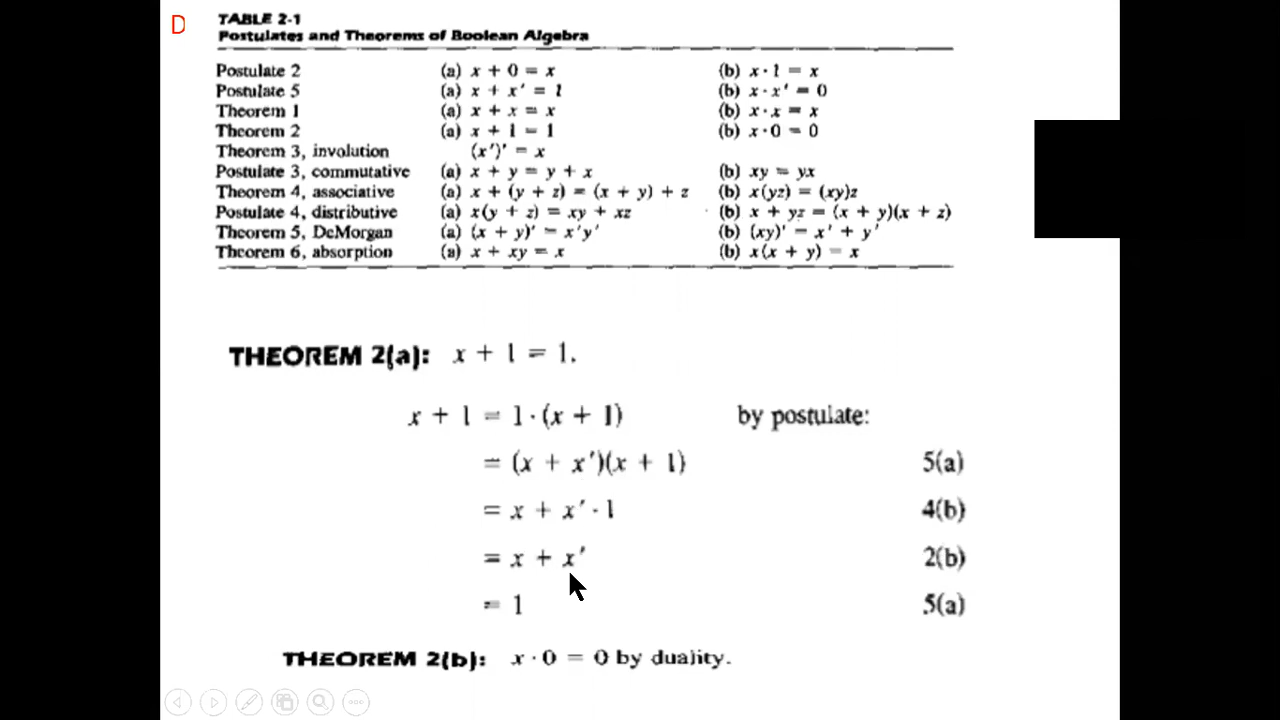 D
TABLE 2-1
Postulates and Theorems of Boolean Algebra
Postulate 2 (a) x + 0 = x (b) x · 1 = x
Postulate 5 (a) x + x′ = 1 (b) x · x′ = 0
Theorem 1 (a) x + x = x (b) x · x = x
Theorem 2 (a) x + 1 = 1 (b) x · 0 = 0
Theorem 3, involution (x′)′ = x
Postulate 3, commutative (a) x + y = y + x (b) xy = yx
Theorem 4, associative (a) x + (y + z) = (x + y) + z (b) x(yz) = (xy)z
Postulate 4, distributive (a) x(y + z) = xy + xz (b) x + yz = (x + y)(x + z)
Theorem 5, DeMorgan (a) (x + y)′ = x′y′ (b) (xy)′ = x′ + y′
Theorem 6, absorption (a) x + xy = x (b) x(x + y) = x
THEOREM 2(a): x + 1 = 1.
x + 1 = 1 · (x + 1) by postulate:
= (x + x′)(x + 1) 5(a)
= x + x′ · 1 4(b)
= x + x′ 2(b)
= 1 5(a)
THEOREM 2(b): x · 0 = 0 by duality.